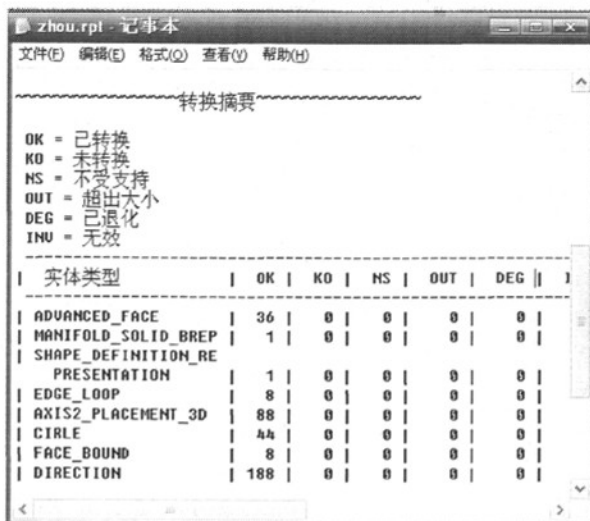 zhou.rpt - 记事本
文件(F) 编辑(E) 格式(O) 查看(V) 帮助(H)
~~~~~~~~~~~~~~~~~~转换摘要~~~~~~~~~~~~~~~~~~
OK = 已转换
KO = 未转换
NS = 不受支持
OUT = 超出大小
DEG = 已退化
INV = 无效
| 实体类型 | OK | KO | NS | OUT | DEG |
| ADVANCED_FACE | 36 | 0 | 0 | 0 | 0 |
| MANIFOLD_SOLID_BREP | 1 | 0 | 0 | 0 | 0 |
| SHAPE_DEFINITION_RE
PRESENTATION | 1 | 0 | 0 | 0 | 0 |
| EDGE_LOOP | 8 | 0 | 0 | 0 | 0 |
| AXIS2_PLACEMENT_3D | 88 | 0 | 0 | 0 | 0 |
| CIRLE | 44 | 0 | 0 | 0 | 0 |
| FACE_BOUND | 8 | 0 | 0 | 0 | 0 |
| DIRECTION | 188 | 0 | 0 | 0 | 0 |